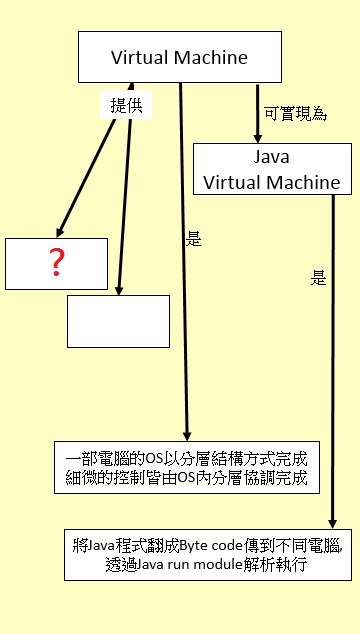 Virtual Machine
提供
可實現為
Java
Virtual Machine
?
是
是
一部電腦的OS以分層結構方式完成
細微的控制皆由OS內分層協調完成
將Java程式翻成Byte code傳到不同電腦,
透過Java run module解析執行